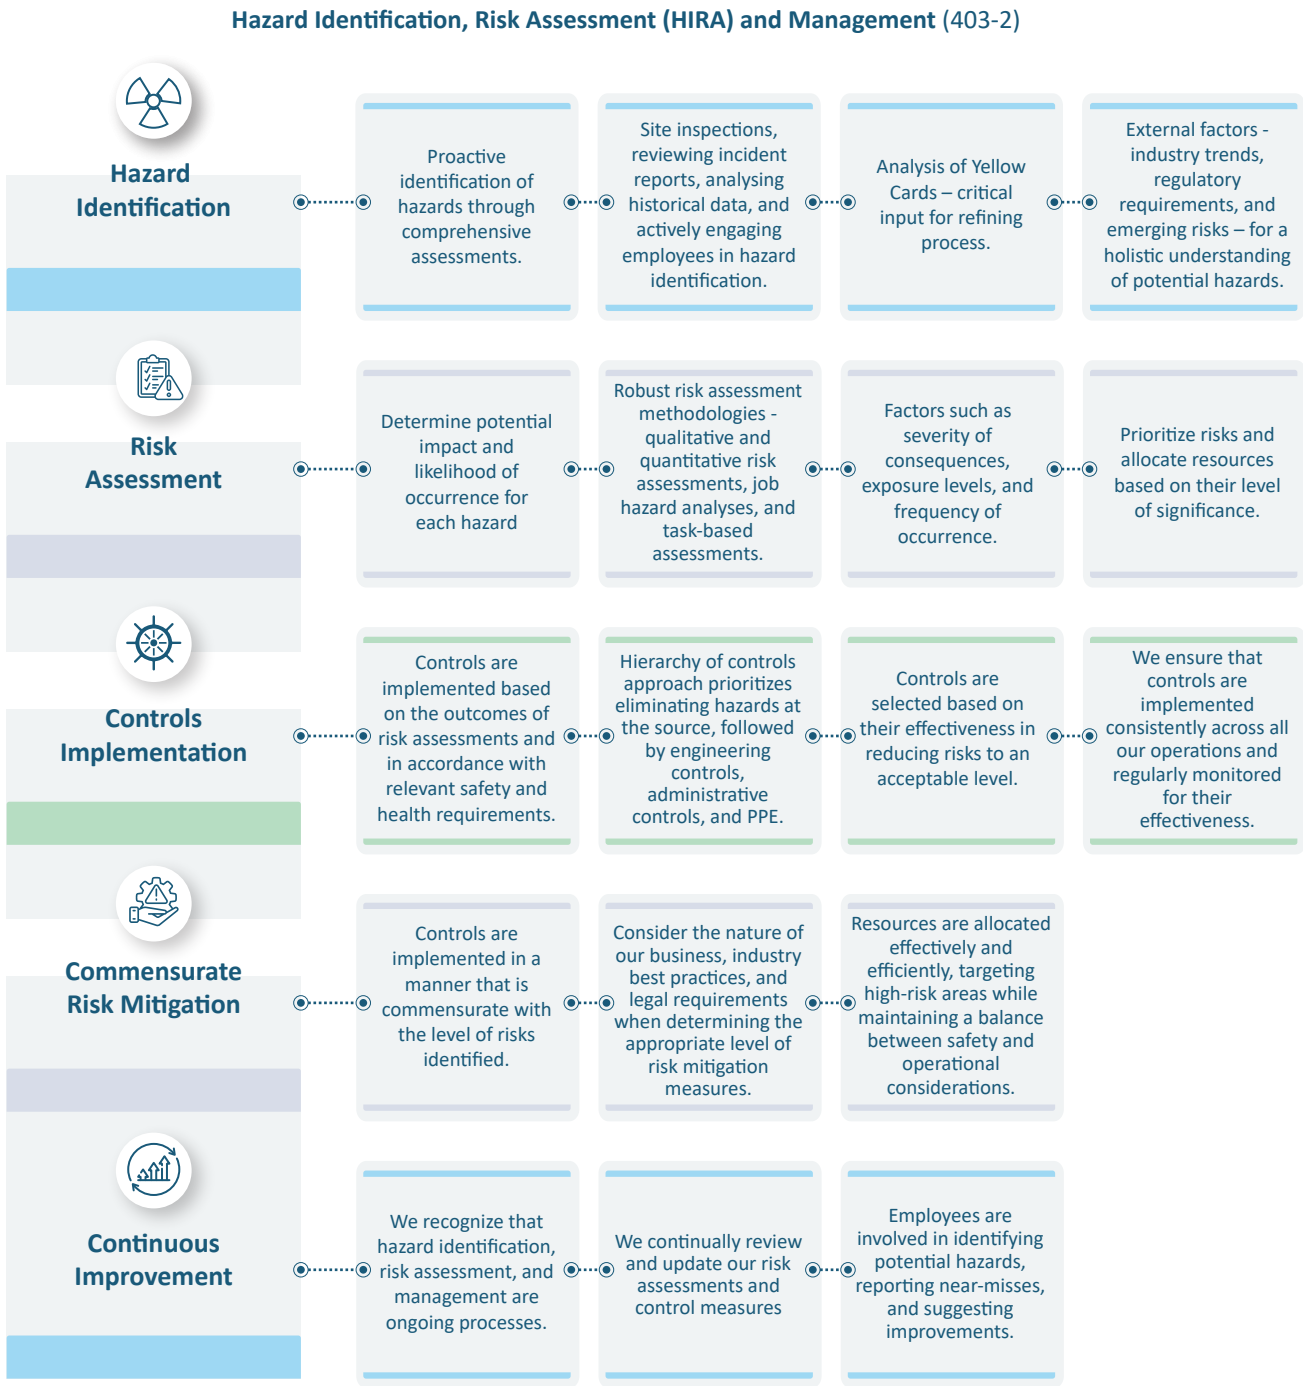 Hazard Identification, Risk Assessment (HIRA) and Management (403-2)
Hazard
Identification
Proactive
identification of
hazards through
comprehensive
assessments.
Site inspections,
reviewing incident
reports, analysing
historical data, and
actively engaging
employees in hazard
identification.
Analysis of Yellow
Cards – critical
input for refining
process.
External factors -
industry trends,
regulatory
requirements, and
emerging risks – for a
holistic understanding
of potential hazards.
Risk
Assessment
Determine potential
impact and
likelihood of
occurrence for
each hazard
Robust risk assessment
methodologies -
qualitative and
quantitative risk
assessments, job
hazard analyses, and
task-based
assessments.
Factors such as
severity of
consequences,
exposure levels, and
frequency of
occurrence.
Prioritize risks and
allocate resources
based on their level
of significance.
Controls
Implementation
Controls are
implemented based
on the outcomes of
risk assessments and
in accordance with
relevant safety and
health requirements.
Hierarchy of controls
approach prioritizes
eliminating hazards at
the source, followed
by engineering
controls,
administrative
controls, and PPE.
Controls are
selected based on
their effectiveness in
reducing risks to an
acceptable level.
We ensure that
controls are
implemented
consistently across all
our operations and
regularly monitored
for their
effectiveness.
Commensurate
Risk Mitigation
Controls are
implemented in a
manner that is
commensurate with
the level of risks
identified.
Consider the nature of
our business, industry
best practices, and
legal requirements
when determining the
appropriate level of
risk mitigation
measures.
Resources are allocated
effectively and
efficiently, targeting
high-risk areas while
maintaining a balance
between safety and
operational
considerations.
Continuous
Improvement
We recognize that
hazard identification,
risk assessment, and
management are
ongoing processes.
We continually review
and update our risk
assessments and
control measures
Employees are
involved in identifying
potential hazards,
reporting near-misses,
and suggesting
improvements.